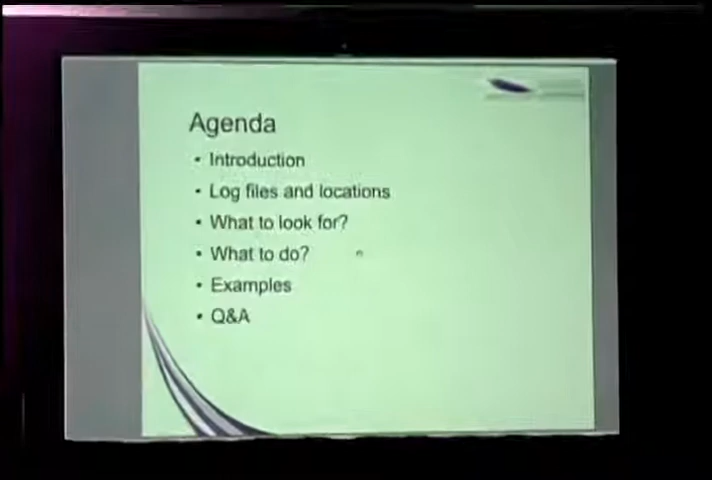 Agenda
• Introduction
• Log files and locations
• What to look for?
• What to do?
• Examples
• Q&A